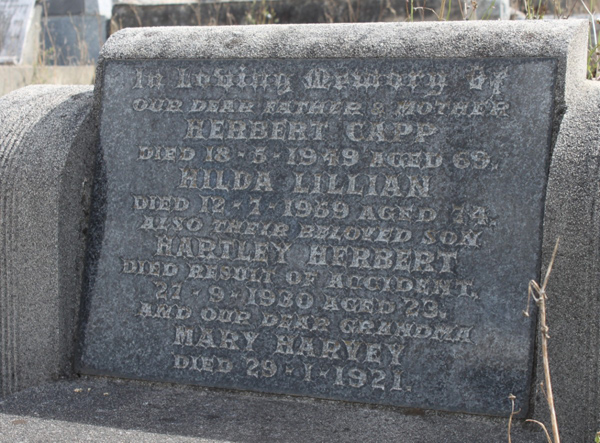 In Loving Memory Of
OUR DEAR FATHER & MOTHER
HERBERT CAPP
DIED 18-5-1949 AGED 69.
HILDA LILLIAN
DIED 12-7-1959 AGED 74.
ALSO THEIR BELOVED SON
HARTLEY HERBERT
DIED RESULT OF ACCIDENT,
27-9-1930 AGED 23.
AND OUR DEAR GRANDMA
MARY HARVEY
DIED 29-1-1921.